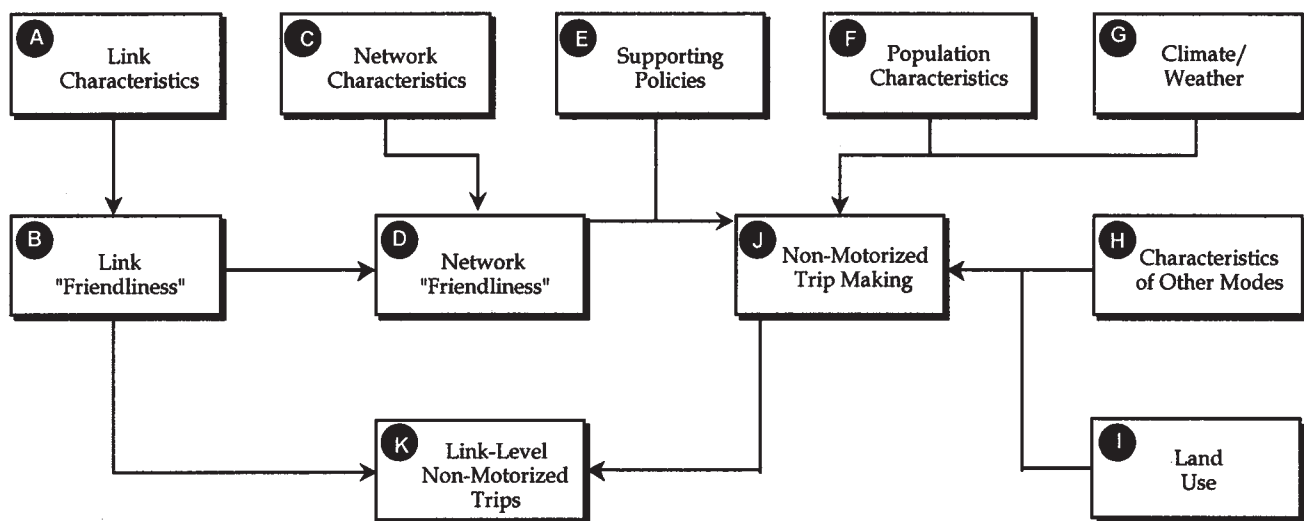 A
Link
Characteristics
C
Network
Characteristics
E
Supporting
Policies
F
Population
Characteristics
G
Climate/
Weather
B
Link
"Friendliness"
D
Network
"Friendliness"
J
Non-Motorized
Trip Making
H
Characteristics
of Other Modes
K
Link-Level
Non-Motorized
Trips
I
Land
Use